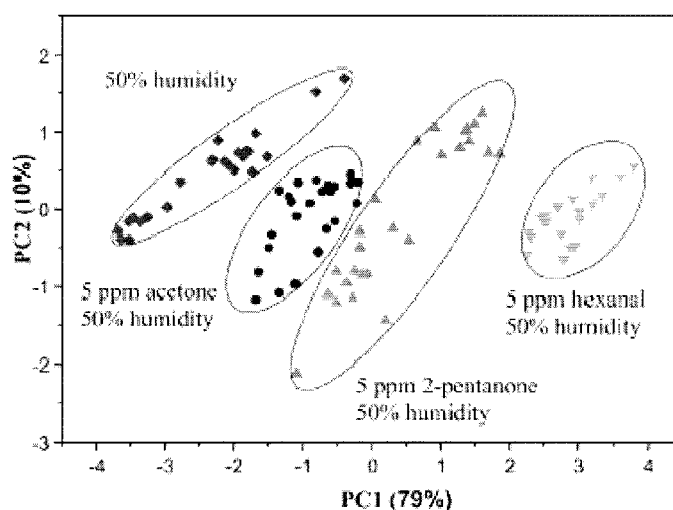 2
1
0
-1
-2
-3
PC2 (10%)
50% humidity
5 ppm acetone
50% humidity
5 ppm hexanal
50% humidity
5 ppm 2-pentanone
50% humidity
-4 -3 -2 -1 0 1 2 3 4
PC1 (79%)